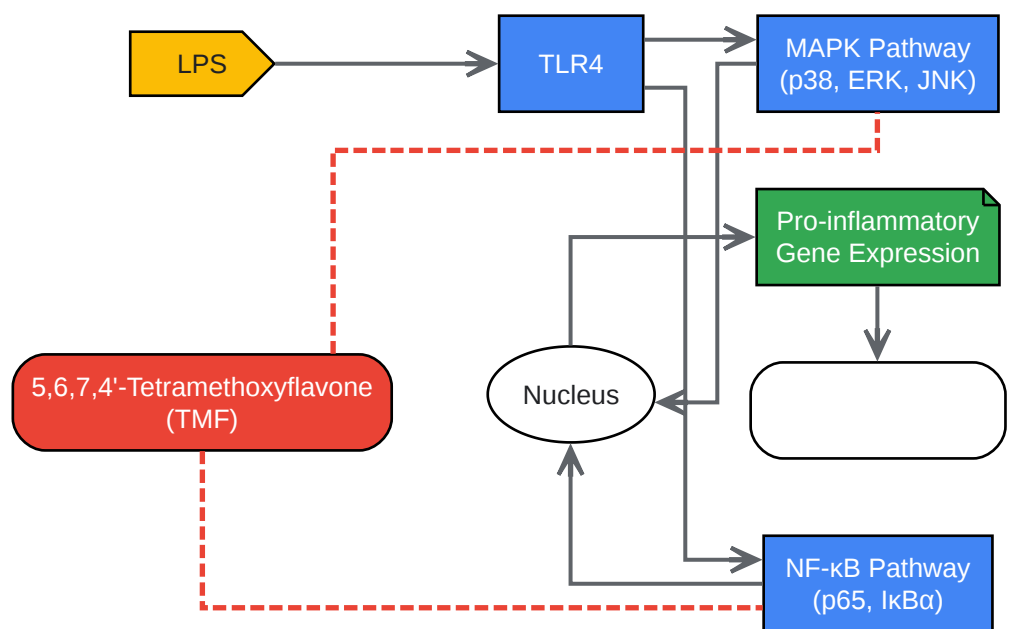 LPS
TLR4
MAPK Pathway
(p38, ERK, JNK)
Pro-inflammatory
Gene Expression
5,6,7,4'-Tetramethoxyflavone
(TMF)
Nucleus
NF-κB Pathway
(p65, IκBα)